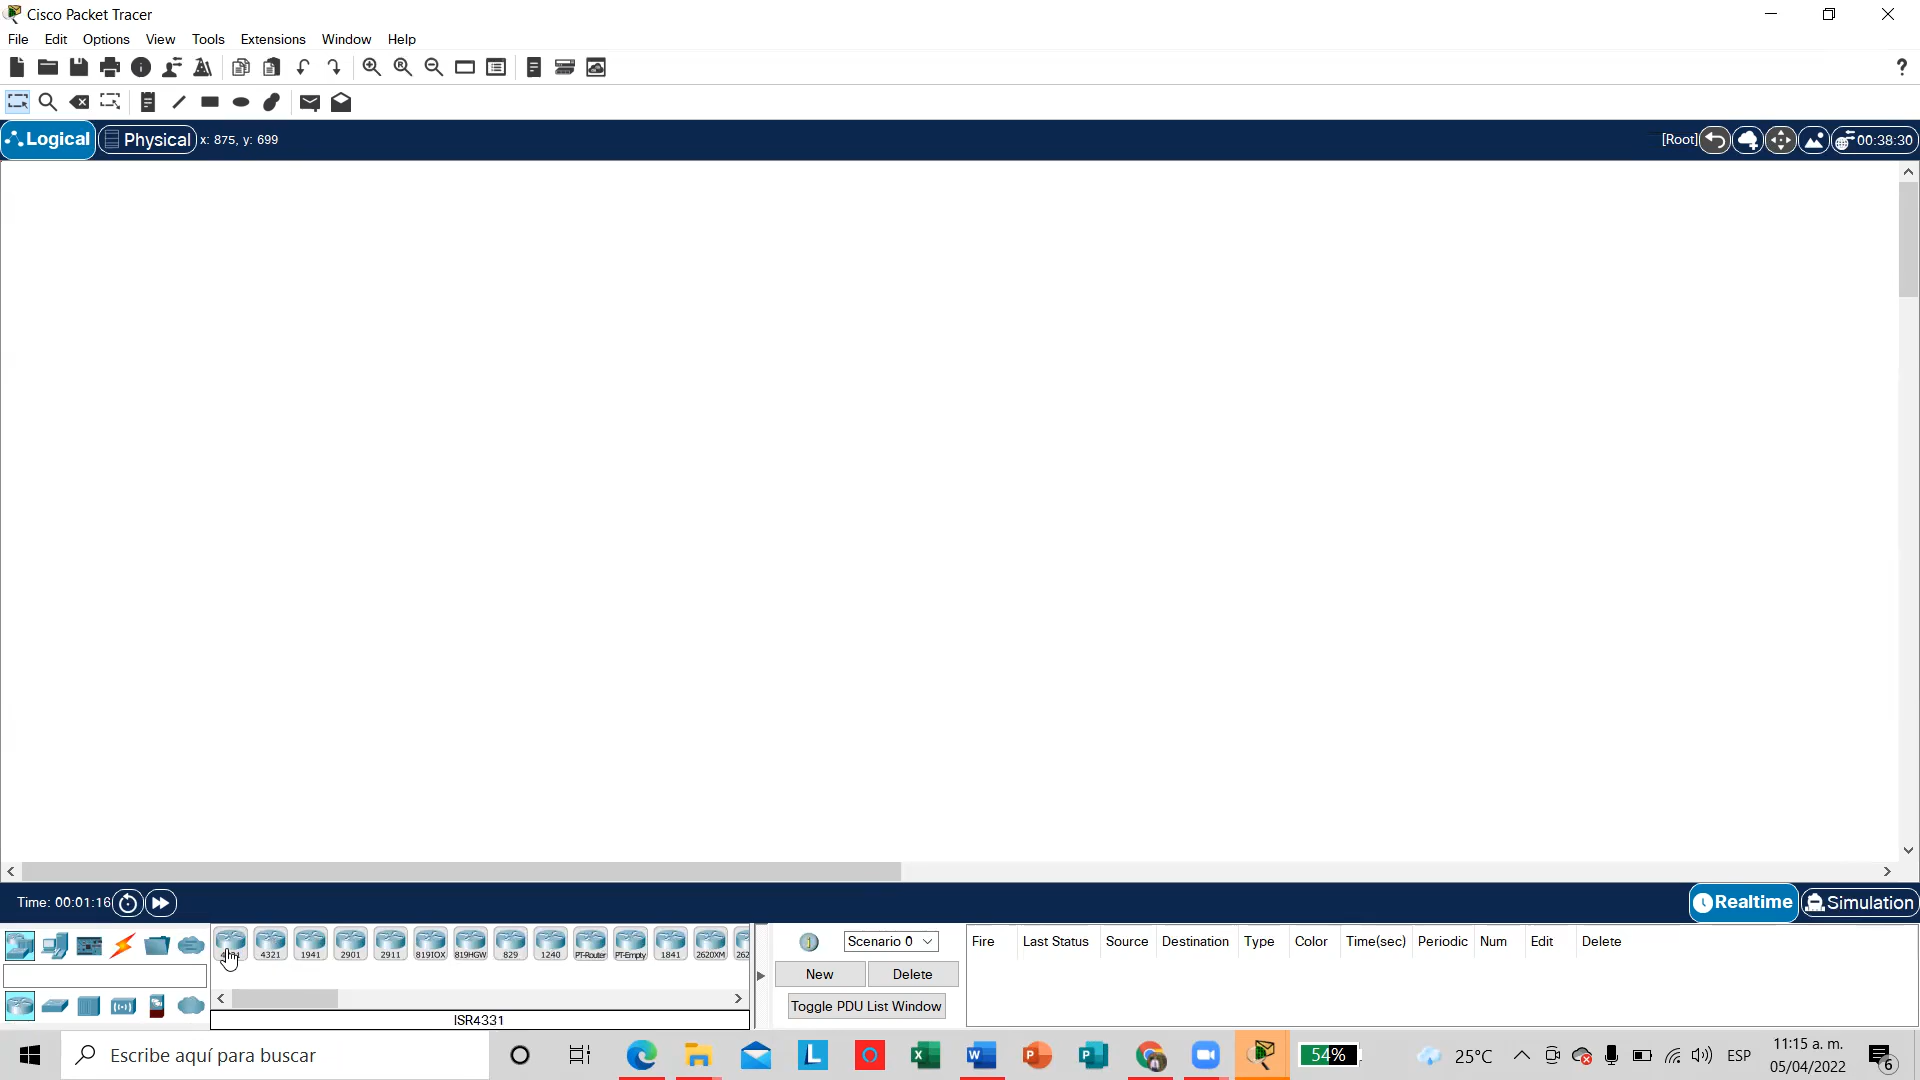 Cisco Packet Tracer
File Edit Options View Tools Extensions Window Help
?
Logical Physical x: 875, y: 699 [Root] 00:38:30
Time: 00:01:16 Realtime Simulation
4321 1941 2901 2911 819IOX 819HGW 829 1240 PT-Router PT-Empty 1841 2620XM 262
ISR4331
Scenario 0
New Delete
Toggle PDU List Window
Fire Last Status Source Destination Type Color Time(sec) Periodic Num Edit Delete
Escribe aquí para buscar
54%
25°C
ESP
11:15 a. m.
05/04/2022
6